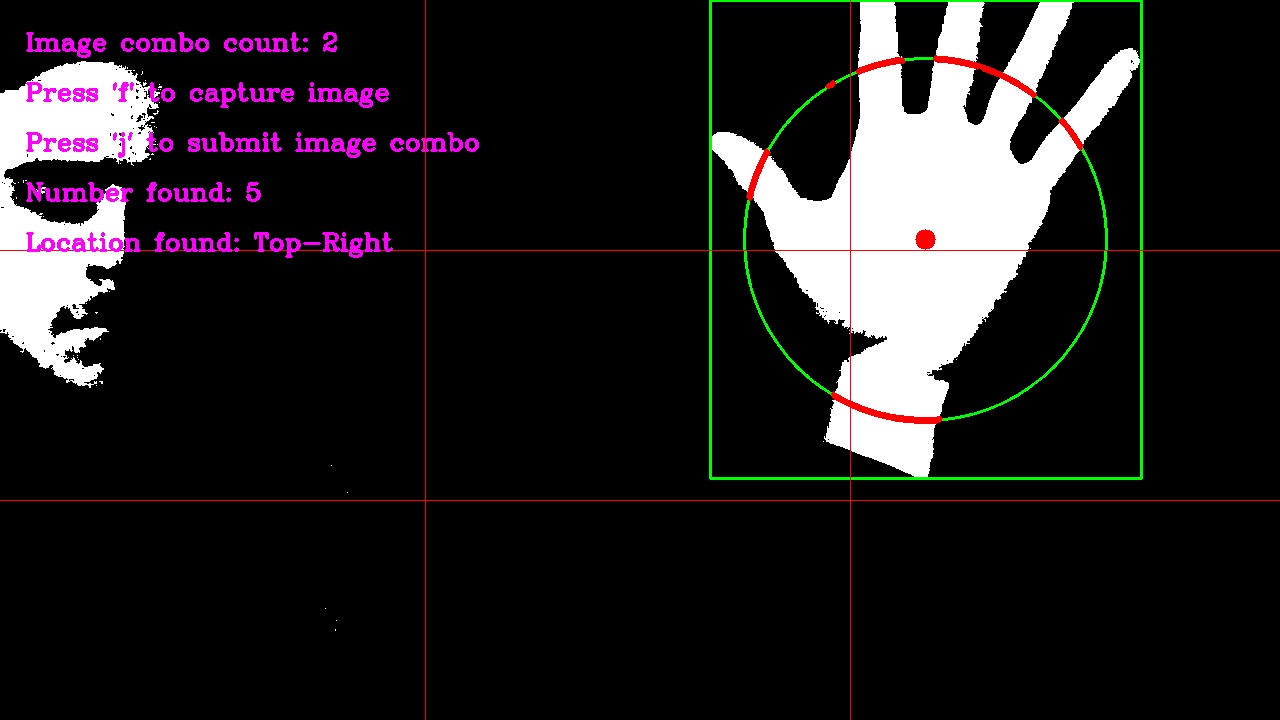 Image combo count: 2
Press 'f' to capture image
Press 'j' to submit image combo
Number found: 5
Location found: Top-Right